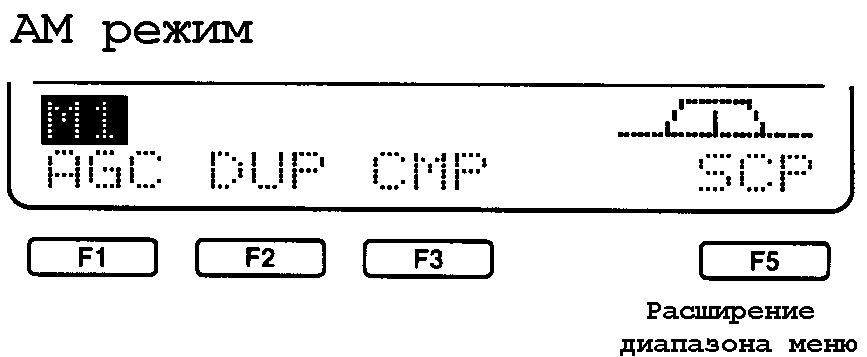 АМ режим
M1
AGC DUP CMP SCP
F1 F2 F3 F5
Расширение
диапазона меню